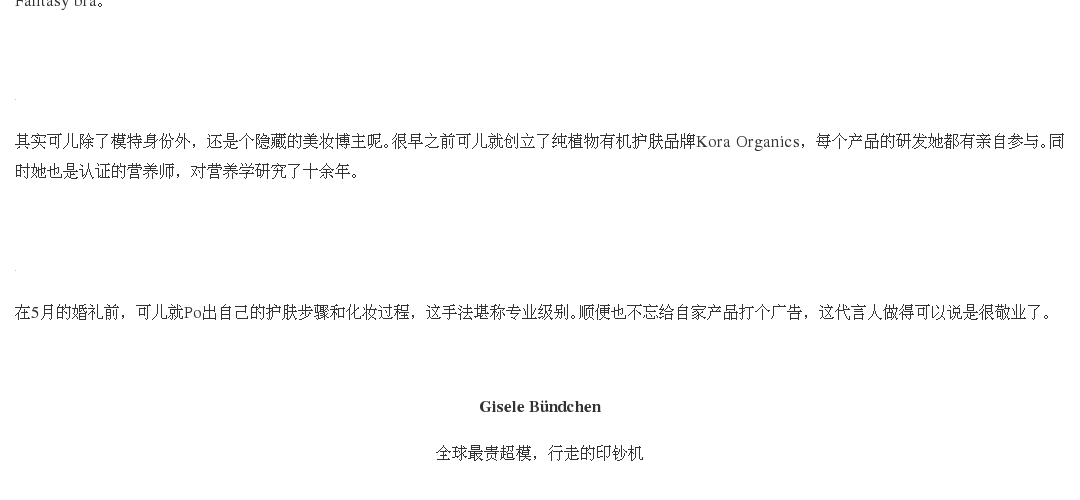 Fantasy bra。
其实可儿除了模特身份外，还是个隐藏的美妆博主呢。很早之前可儿就创立了纯植物有机护肤品牌Kora Organics，每个产品的研发她都有亲自参与。同
时她也是认证的营养师，对营养学研究了十余年。
在5月的婚礼前，可儿就Po出自己的护肤步骤和化妆过程，这手法堪称专业级别。顺便也不忘给自家产品打个广告，这代言人做得可以说是很敬业了。
Gisele Bündchen
全球最贵超模，行走的印钞机